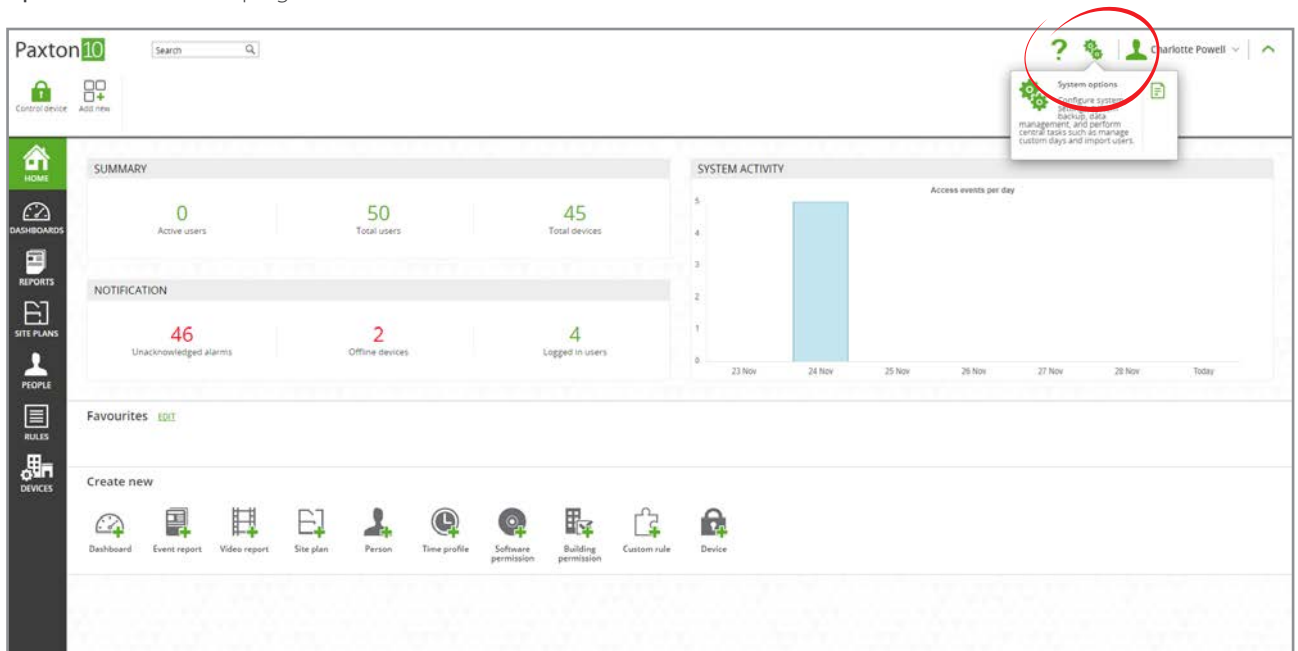 Paxton 10
Search
? Charlotte Powell
Control device
Add new
System options
Configure system
backup, data
management, and perform
central tasks such as manage
custom days and import users.
HOME
DASHBOARDS
REPORTS
SITE PLANS
PEOPLE
RULES
DEVICES
SUMMARY
0
Active users
50
Total users
45
Total devices
NOTIFICATION
46
Unacknowledged alarms
2
Offline devices
4
Logged in users
SYSTEM ACTIVITY
Access events per day
5
4
3
2
1
0
23 Nov
24 Nov
25 Nov
26 Nov
27 Nov
28 Nov
Today
Favourites EDIT
Create new
Dashboard
Event report
Video report
Site plan
Person
Time profile
Software
permission
Building
permission
Custom rule
Device